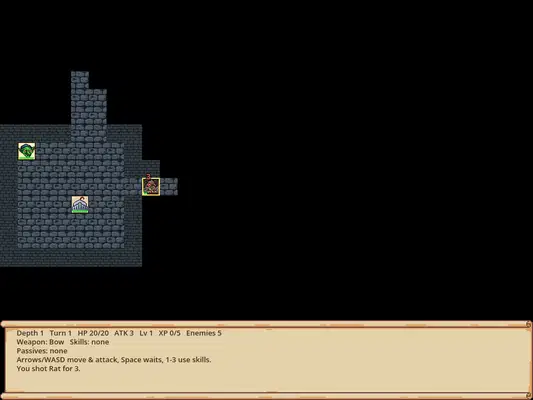 Depth 1 Turn 1 HP 20/20 ATK 3 Lv 1 XP 0/5 Enemies 5
Weapon: Bow Skills: none
Passives: none
Arrows/WASD move & attack, Space waits, 1-3 use skills.
You shot Rat for 3.